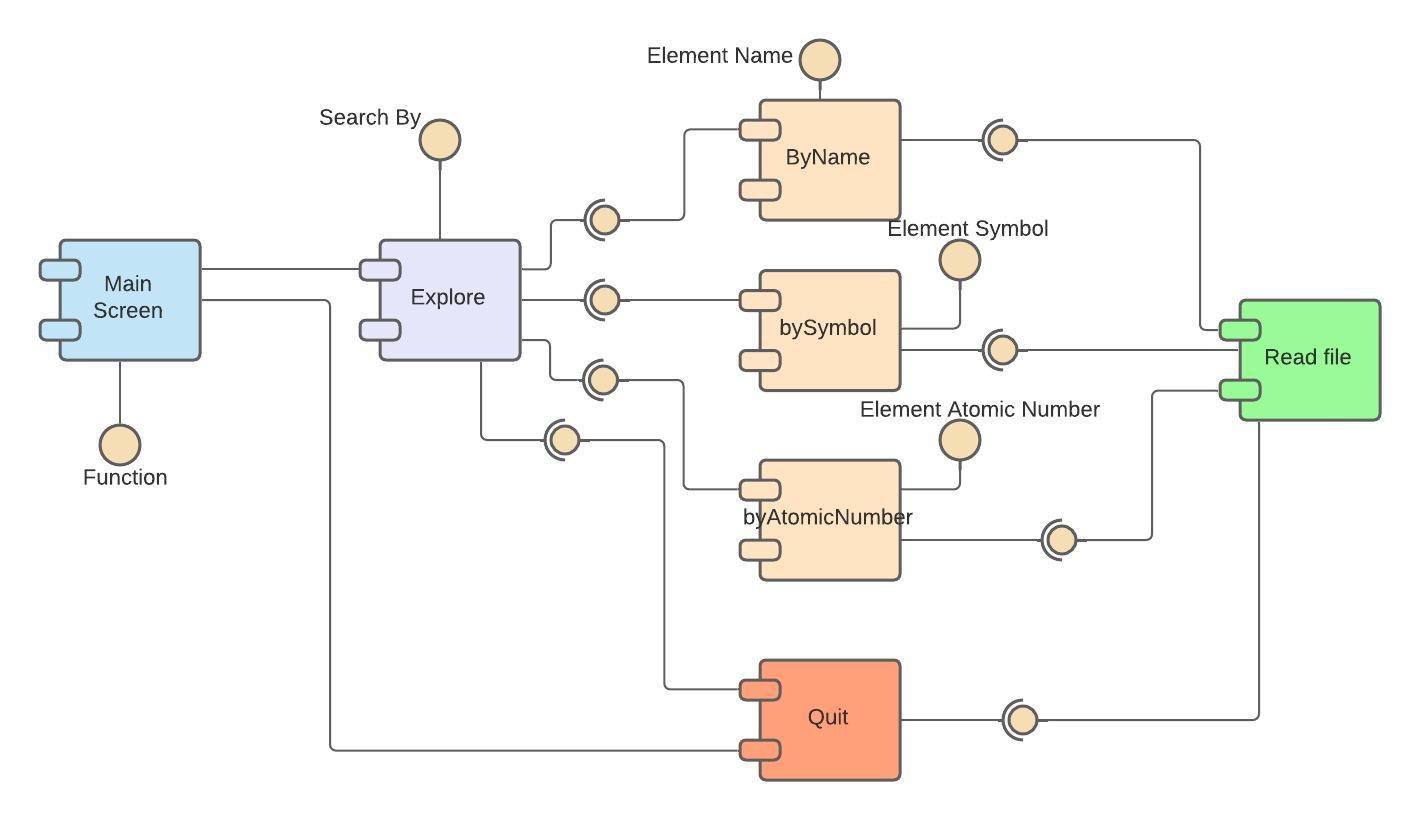 Element Name
Search By
ByName
Element Symbol
Main
Screen
Explore
bySymbol
Read file
Element Atomic Number
Function
byAtomicNumber
Quit